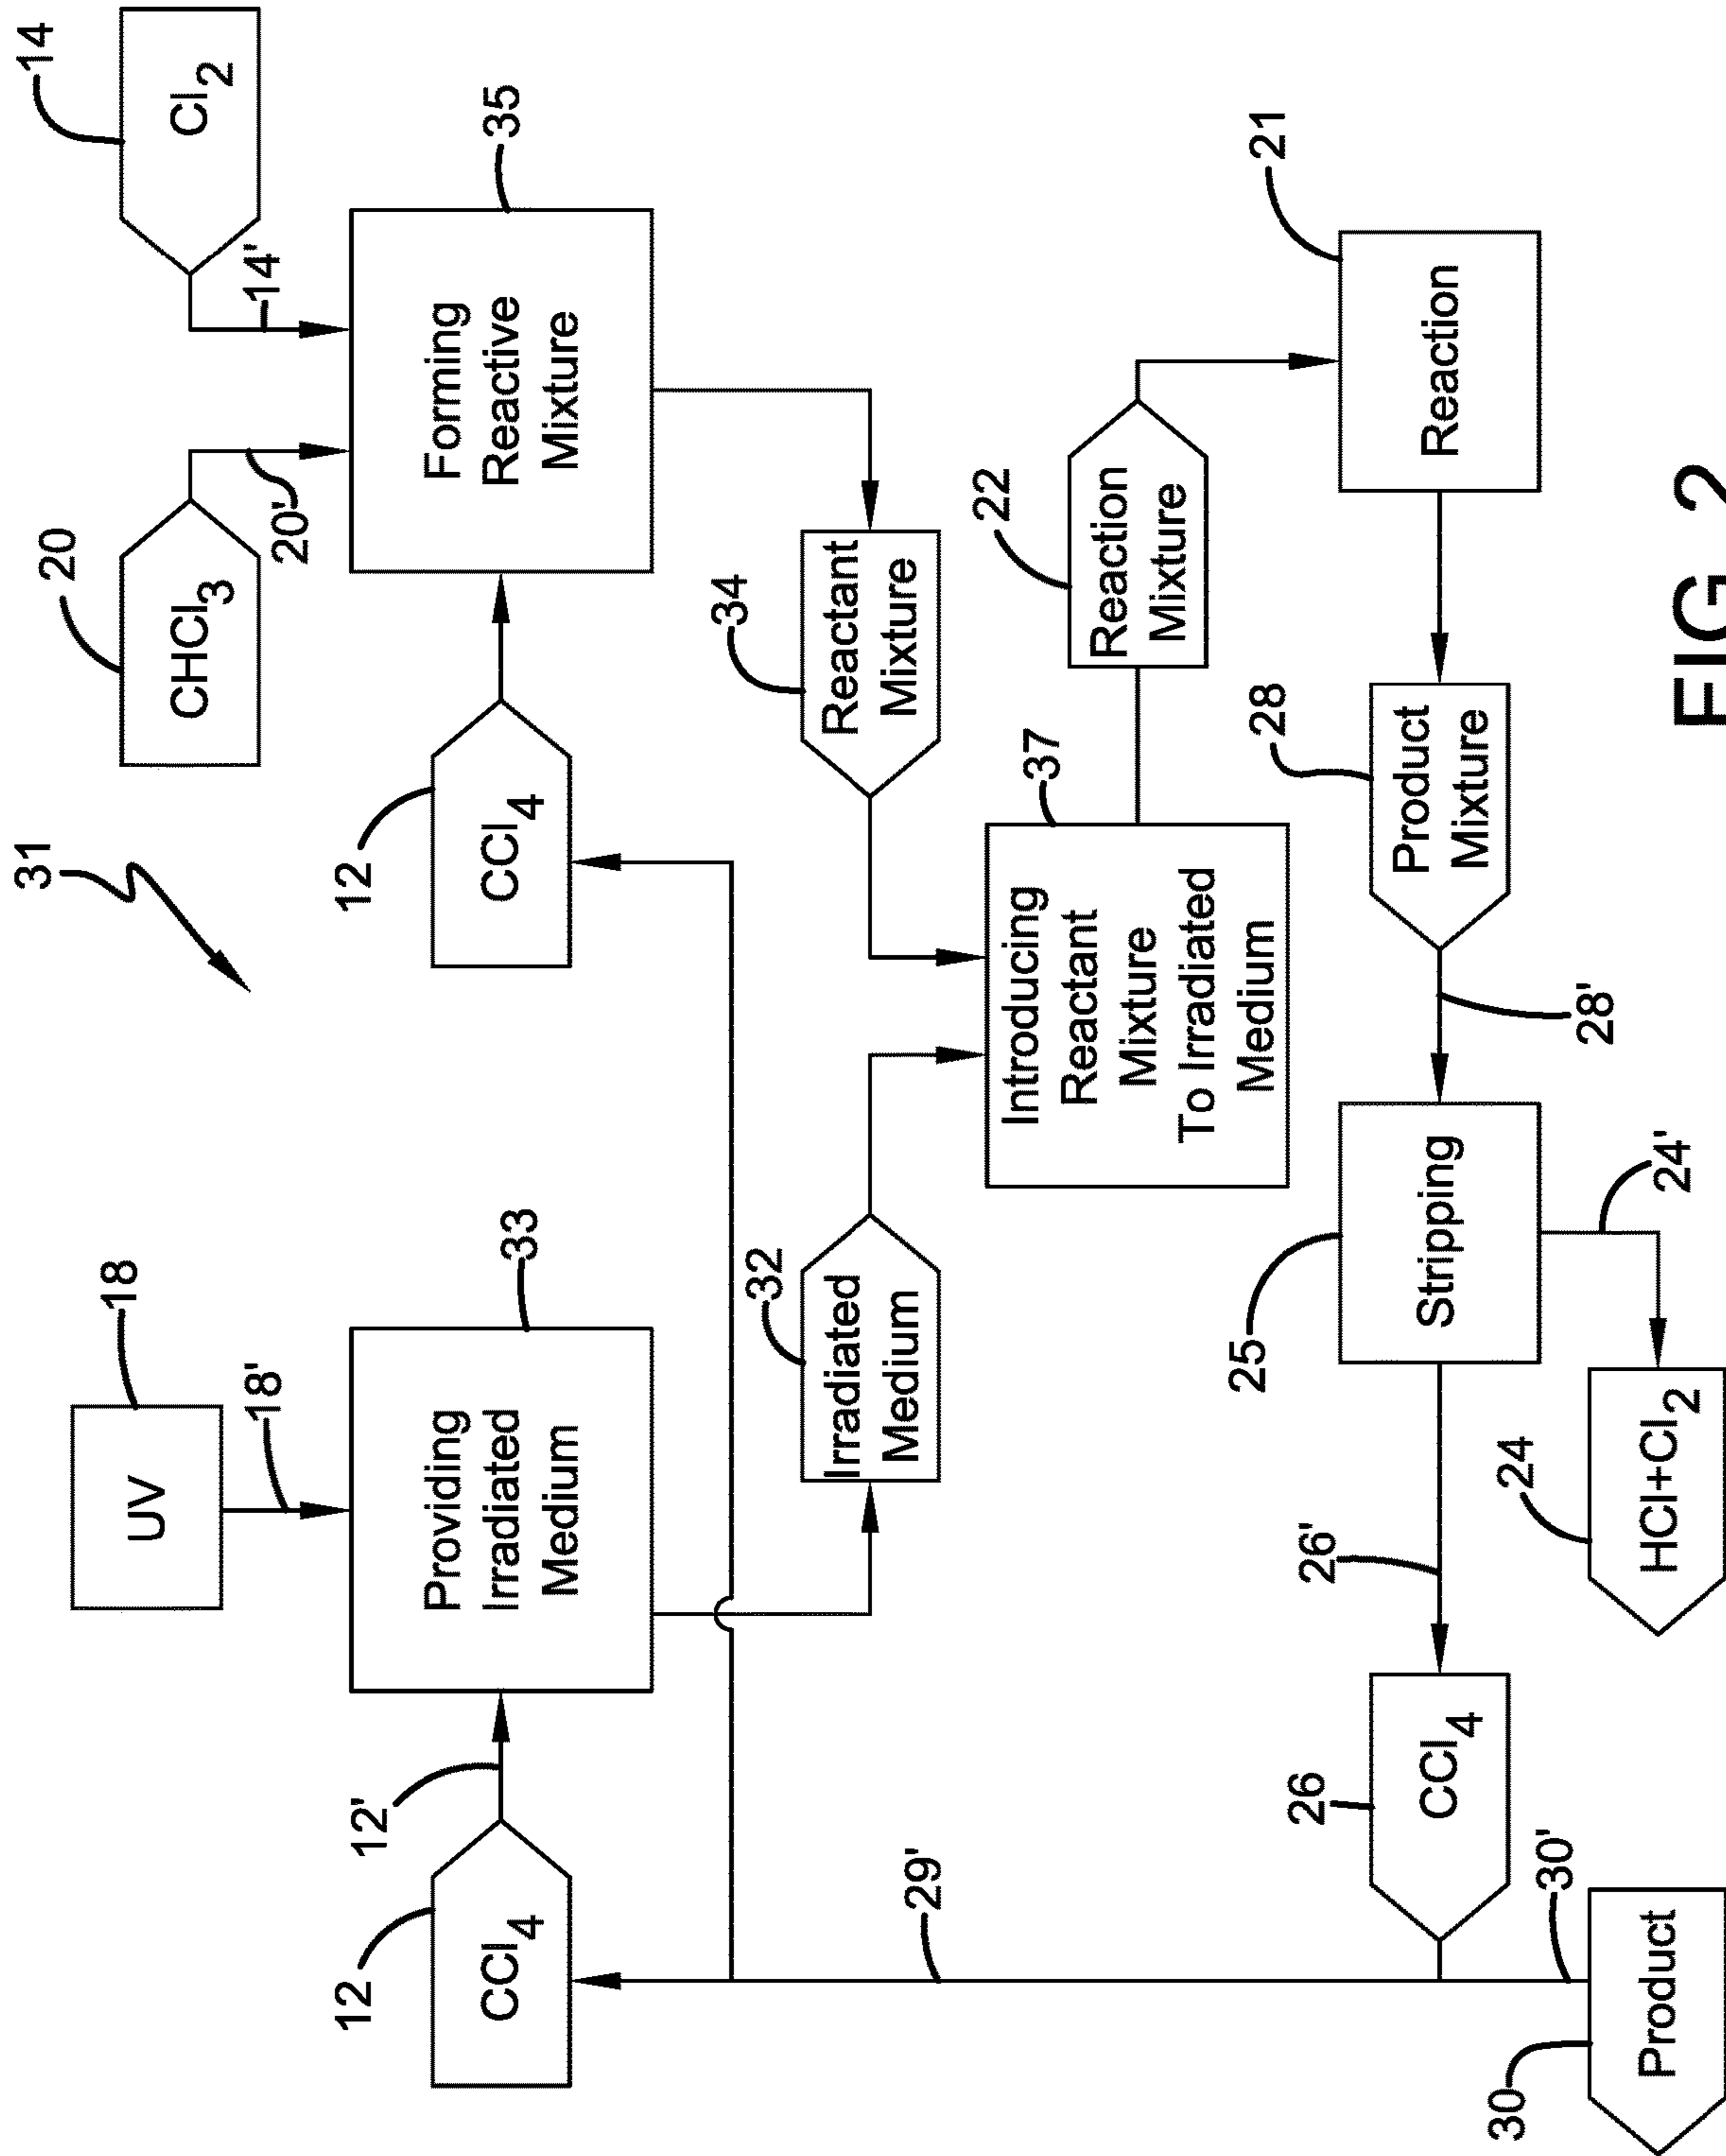 31
UV
18
18'
CHCl3
20
20'
Cl2
14
14'
CCl4
12
12'
Providing
Irradiated
Medium
33
CCl4
12
Forming
Reactive
Mixture
35
Irradiated
Medium
32
Reactant
Mixture
34
Introducing
Reactant
Mixture
To Irradiated
Medium
37
Reaction
Mixture
22
29'
CCl4
26
26'
Stripping
25
28'
Product
Mixture
28
Reaction
21
Product
30
30'
HCl+Cl2
24
24'
FIG. 2